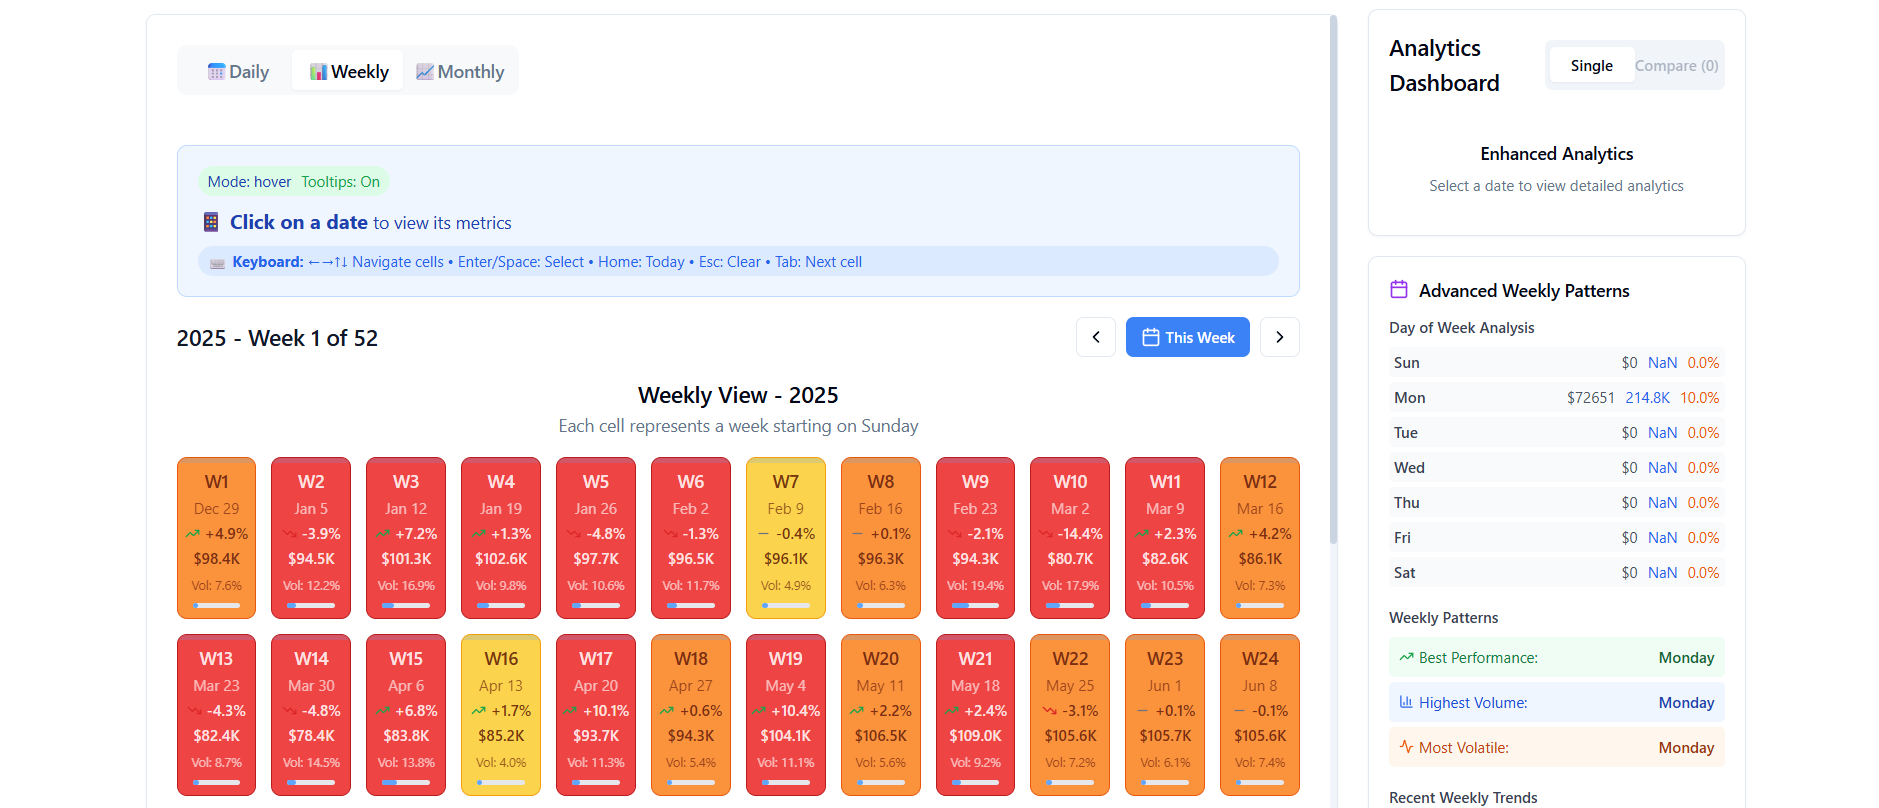 Daily Weekly Monthly
Mode: hover Tooltips: On
Click on a date to view its metrics
Keyboard: ←→↑↓ Navigate cells • Enter/Space: Select • Home: Today • Esc: Clear • Tab: Next cell
2025 - Week 1 of 52
This Week
Weekly View - 2025
Each cell represents a week starting on Sunday
W1 W2 W3 W4 W5 W6 W7 W8 W9 W10 W11 W12
Dec 29 Jan 5 Jan 12 Jan 19 Jan 26 Feb 2 Feb 9 Feb 16 Feb 23 Mar 2 Mar 9 Mar 16
+4.9% -3.9% +7.2% +1.3% -4.8% -1.3% -0.4% +0.1% -2.1% -14.4% +2.3% +4.2%
$98.4K $94.5K $101.3K $102.6K $97.7K $96.5K $96.1K $96.3K $94.3K $80.7K $82.6K $86.1K
Vol: 7.6% Vol: 12.2% Vol: 16.9% Vol: 9.8% Vol: 10.6% Vol: 11.7% Vol: 4.9% Vol: 6.3% Vol: 19.4% Vol: 17.9% Vol: 10.5% Vol: 7.3%
W13 W14 W15 W16 W17 W18 W19 W20 W21 W22 W23 W24
Mar 23 Mar 30 Apr 6 Apr 13 Apr 20 Apr 27 May 4 May 11 May 18 May 25 Jun 1 Jun 8
-4.3% -4.8% +6.8% +1.7% +10.1% +0.6% +10.4% +2.2% +2.4% -3.1% +0.1% -0.1%
$82.4K $78.4K $83.8K $85.2K $93.7K $94.3K $104.1K $106.5K $109.0K $105.6K $105.7K $105.6K
Vol: 8.7% Vol: 14.5% Vol: 13.8% Vol: 4.0% Vol: 11.3% Vol: 5.4% Vol: 11.1% Vol: 5.6% Vol: 9.2% Vol: 7.2% Vol: 6.1% Vol: 7.4%
Analytics
Dashboard
Single Compare (0)
Enhanced Analytics
Select a date to view detailed analytics
Advanced Weekly Patterns
Day of Week Analysis
Sun $0 NaN 0.0%
Mon $72651 214.8K 10.0%
Tue $0 NaN 0.0%
Wed $0 NaN 0.0%
Thu $0 NaN 0.0%
Fri $0 NaN 0.0%
Sat $0 NaN 0.0%
Weekly Patterns
Best Performance: Monday
Highest Volume: Monday
Most Volatile: Monday
Recent Weekly Trends